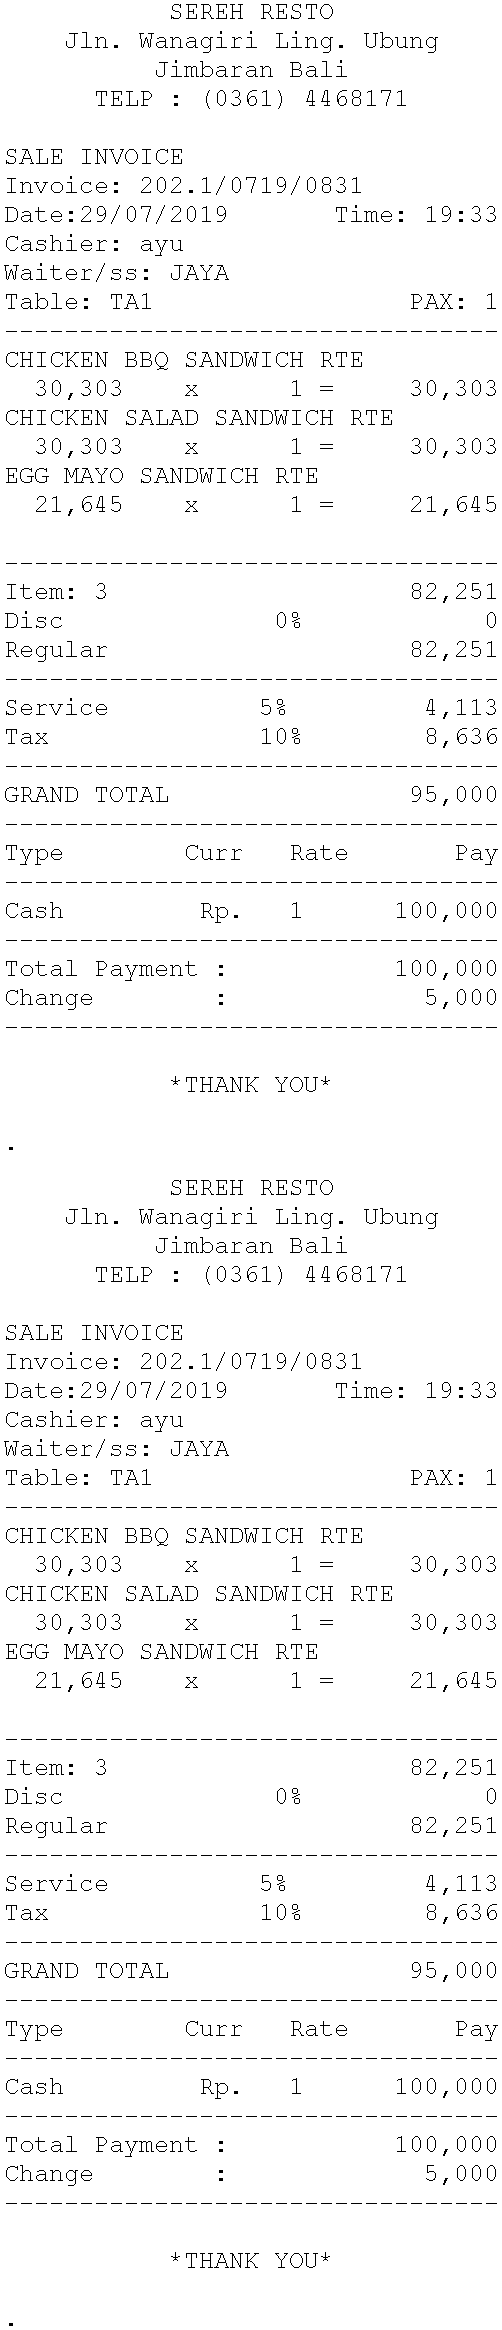 SEREH RESTO
Jln. Wanagiri Ling. Ubung
Jimbaran Bali
TELP : (0361) 4468171
SALE INVOICE
Invoice: 202.1/0719/0831
Date:29/07/2019 Time: 19:33
Cashier: ayu
Waiter/ss: JAYA
Table: TA1 PAX: 1
---------------------------------
CHICKEN BBQ SANDWICH RTE
30,303 x 1 = 30,303
CHICKEN SALAD SANDWICH RTE
30,303 x 1 = 30,303
EGG MAYO SANDWICH RTE
21,645 x 1 = 21,645
---------------------------------
Item: 3 82,251
Disc 0% 0
Regular 82,251
---------------------------------
Service 5% 4,113
Tax 10% 8,636
---------------------------------
GRAND TOTAL 95,000
---------------------------------
Type Curr Rate Pay
---------------------------------
Cash Rp. 1 100,000
---------------------------------
Total Payment : 100,000
Change : 5,000
---------------------------------
*THANK YOU*
.
SEREH RESTO
Jln. Wanagiri Ling. Ubung
Jimbaran Bali
TELP : (0361) 4468171
SALE INVOICE
Invoice: 202.1/0719/0831
Date:29/07/2019 Time: 19:33
Cashier: ayu
Waiter/ss: JAYA
Table: TA1 PAX: 1
---------------------------------
CHICKEN BBQ SANDWICH RTE
30,303 x 1 = 30,303
CHICKEN SALAD SANDWICH RTE
30,303 x 1 = 30,303
EGG MAYO SANDWICH RTE
21,645 x 1 = 21,645
---------------------------------
Item: 3 82,251
Disc 0% 0
Regular 82,251
---------------------------------
Service 5% 4,113
Tax 10% 8,636
---------------------------------
GRAND TOTAL 95,000
---------------------------------
Type Curr Rate Pay
---------------------------------
Cash Rp. 1 100,000
---------------------------------
Total Payment : 100,000
Change : 5,000
---------------------------------
*THANK YOU*
.